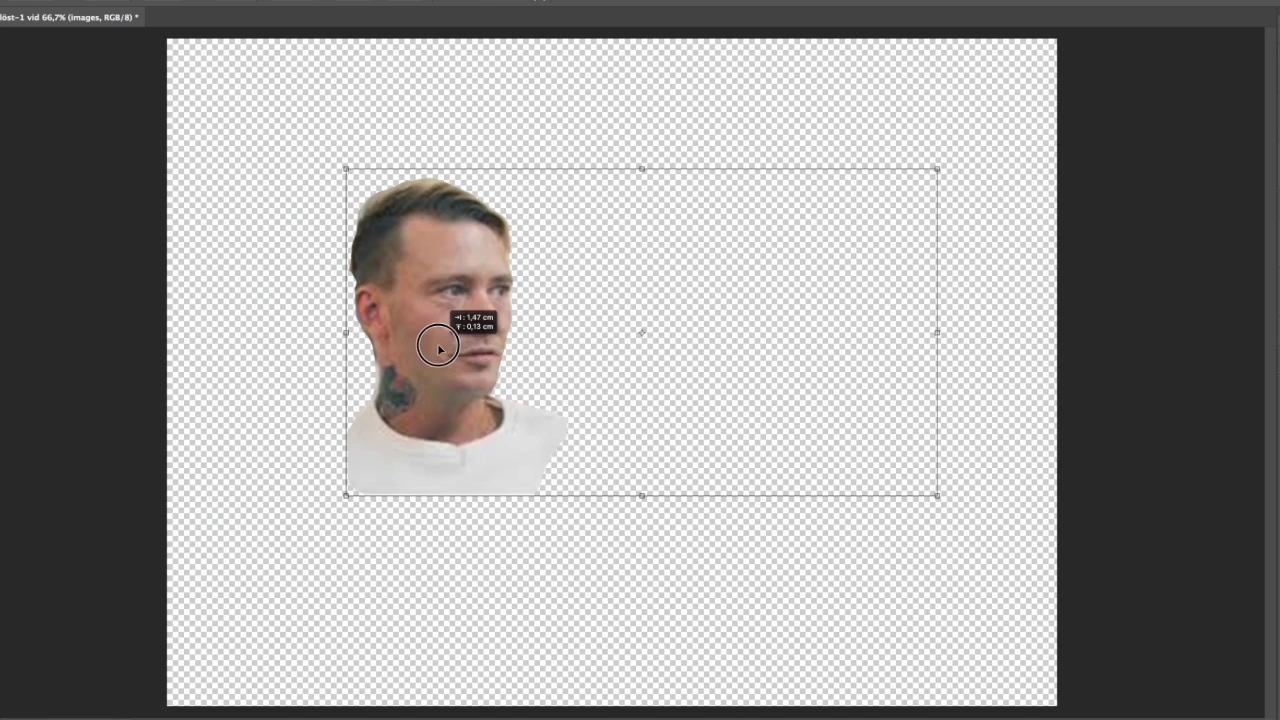 löst-1 vid 66,7% (images, RGB/8) *
→I : 1,47 cm
: 0,13 cm